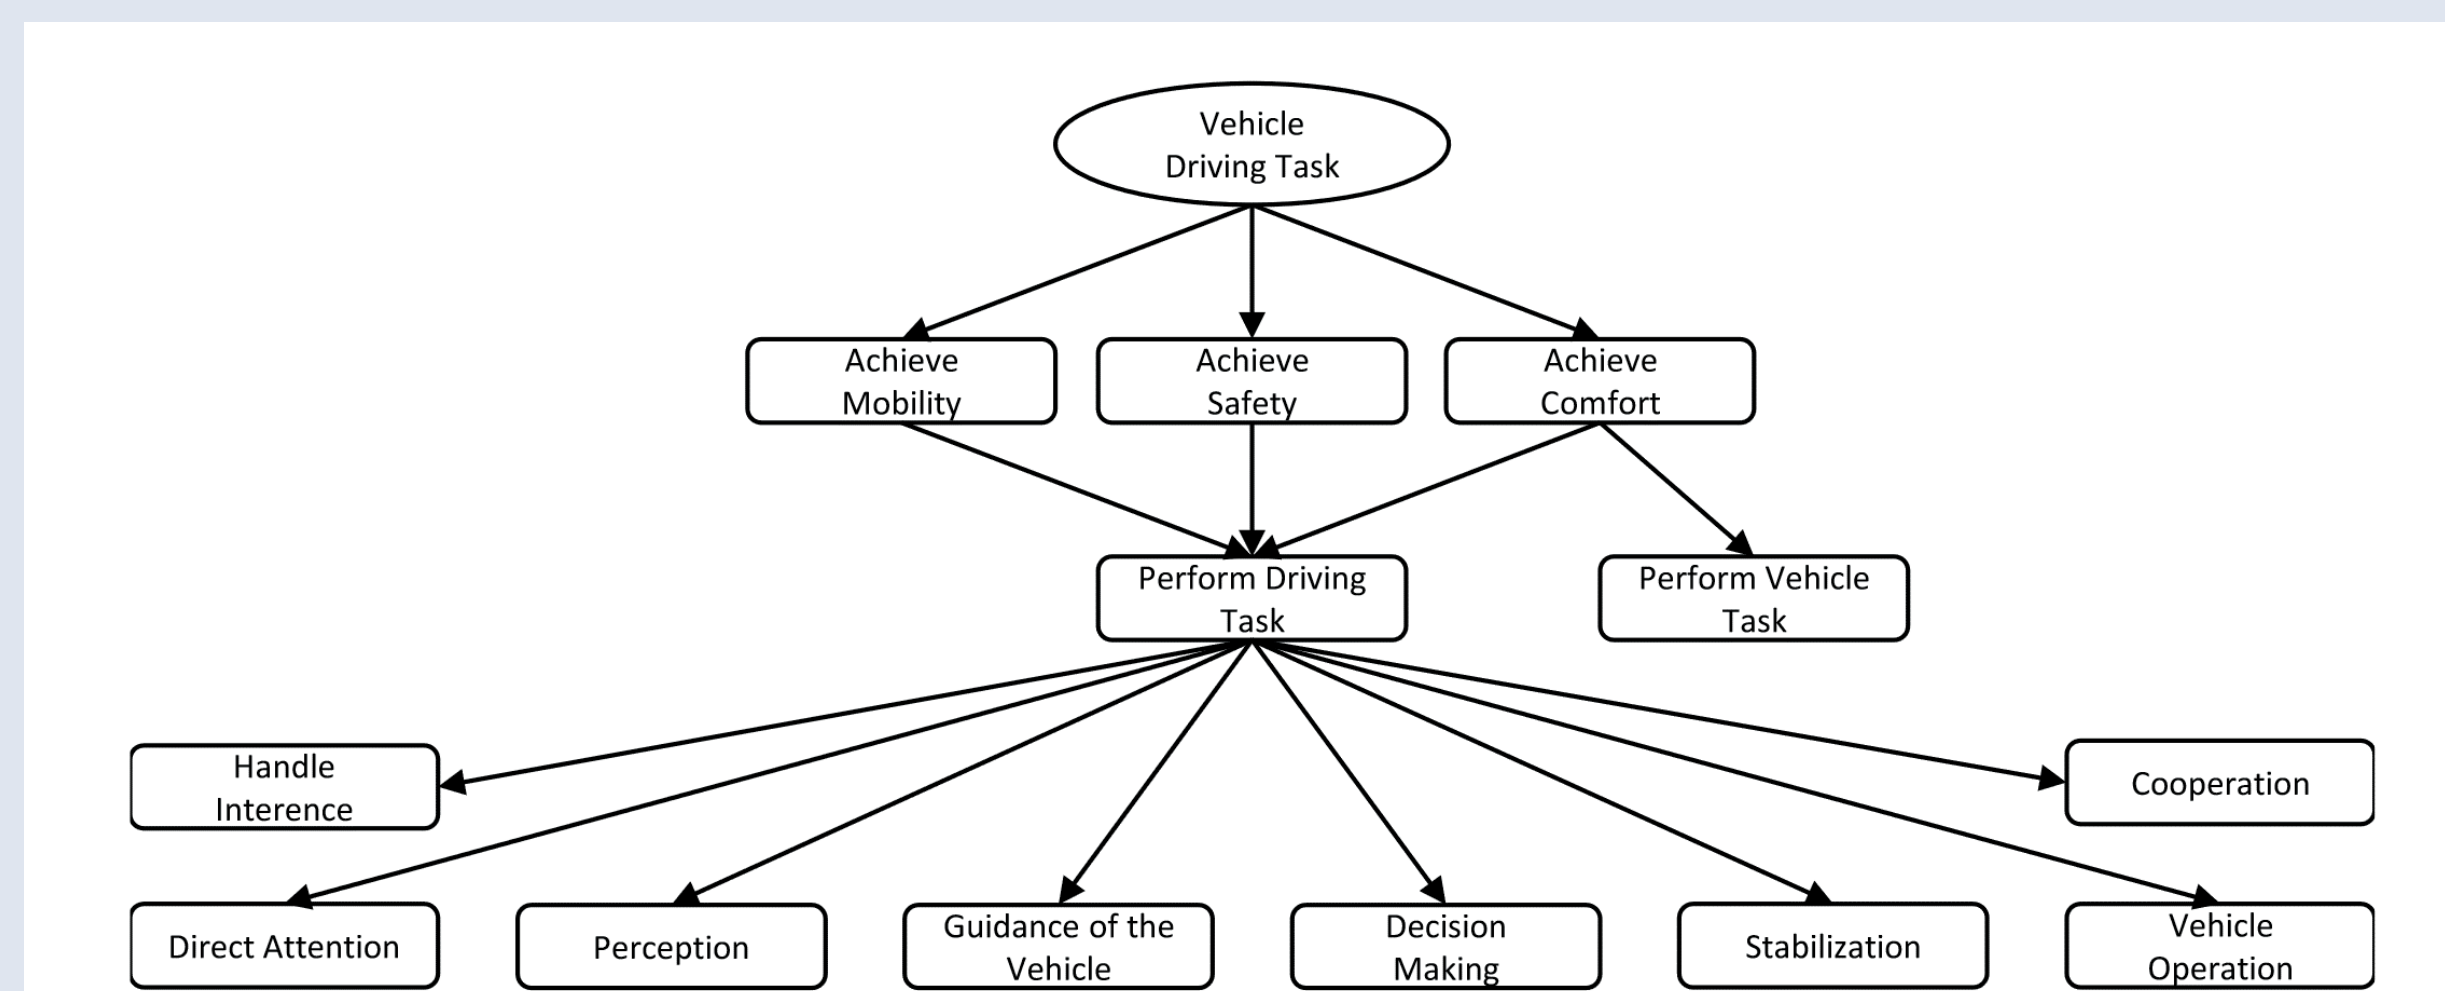 Vehicle
Driving Task
Achieve
Mobility
Achieve
Safety
Achieve
Comfort
Perform Driving
Task
Perform Vehicle
Task
Handle
Interence
Cooperation
Direct Attention
Perception
Guidance of the
Vehicle
Decision
Making
Stabilization
Vehicle
Operation